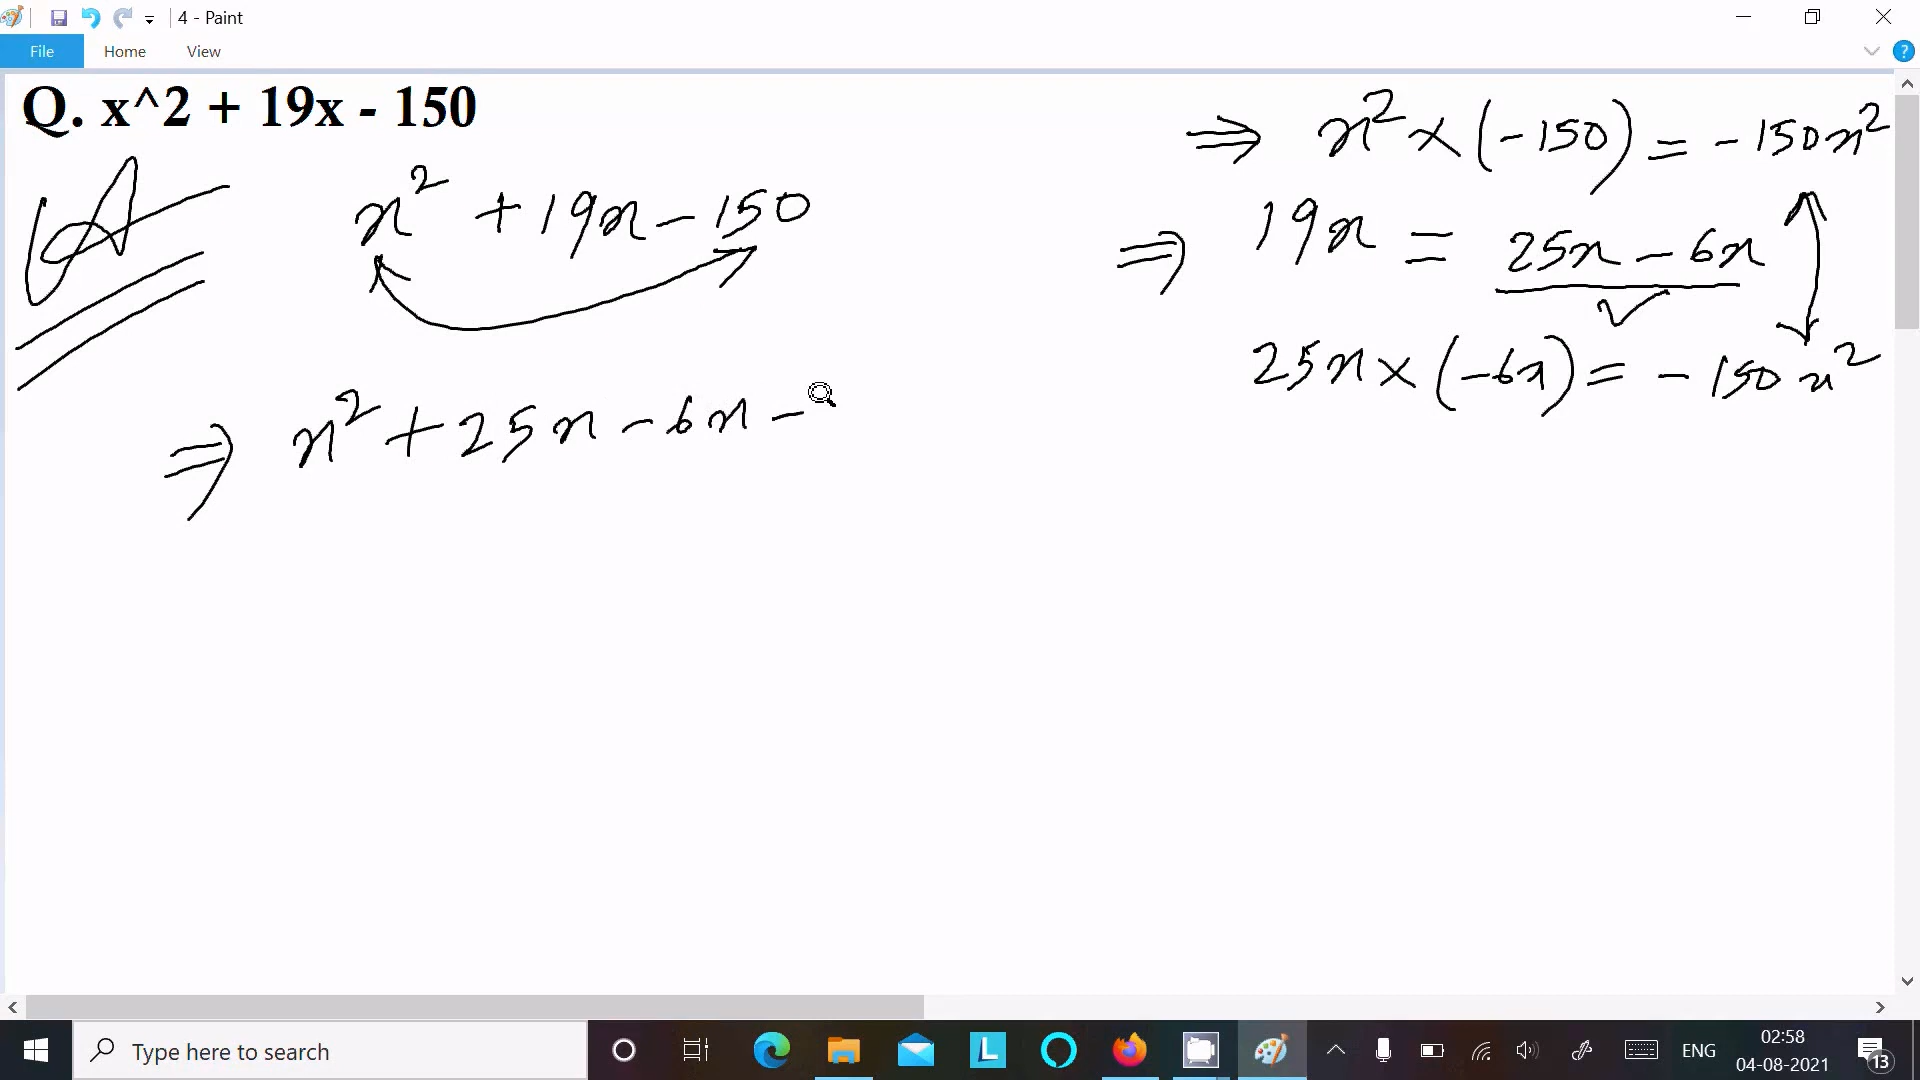 4 - Paint
File Home View
Q. x^2 + 19x - 150
A
x² + 19x - 150
⇒ x² + 25x - 6x -
⇒ x² × (-150) = -150x²
⇒ 19x = 25x - 6x
25x × (-6x) = -150x²
Type here to search
L
ENG
02:58
04-08-2021
13